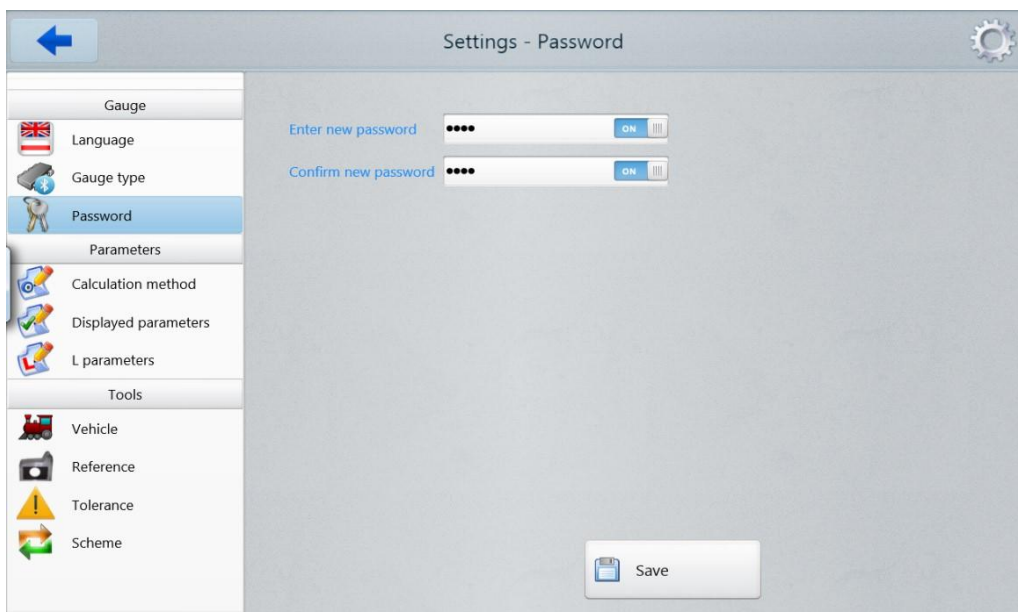 Settings - Password
Gauge
Language
Gauge type
Password
Parameters
Calculation method
Displayed parameters
L parameters
Tools
Vehicle
Reference
Tolerance
Scheme
Enter new password •••• ON
Confirm new password •••• ON
Save